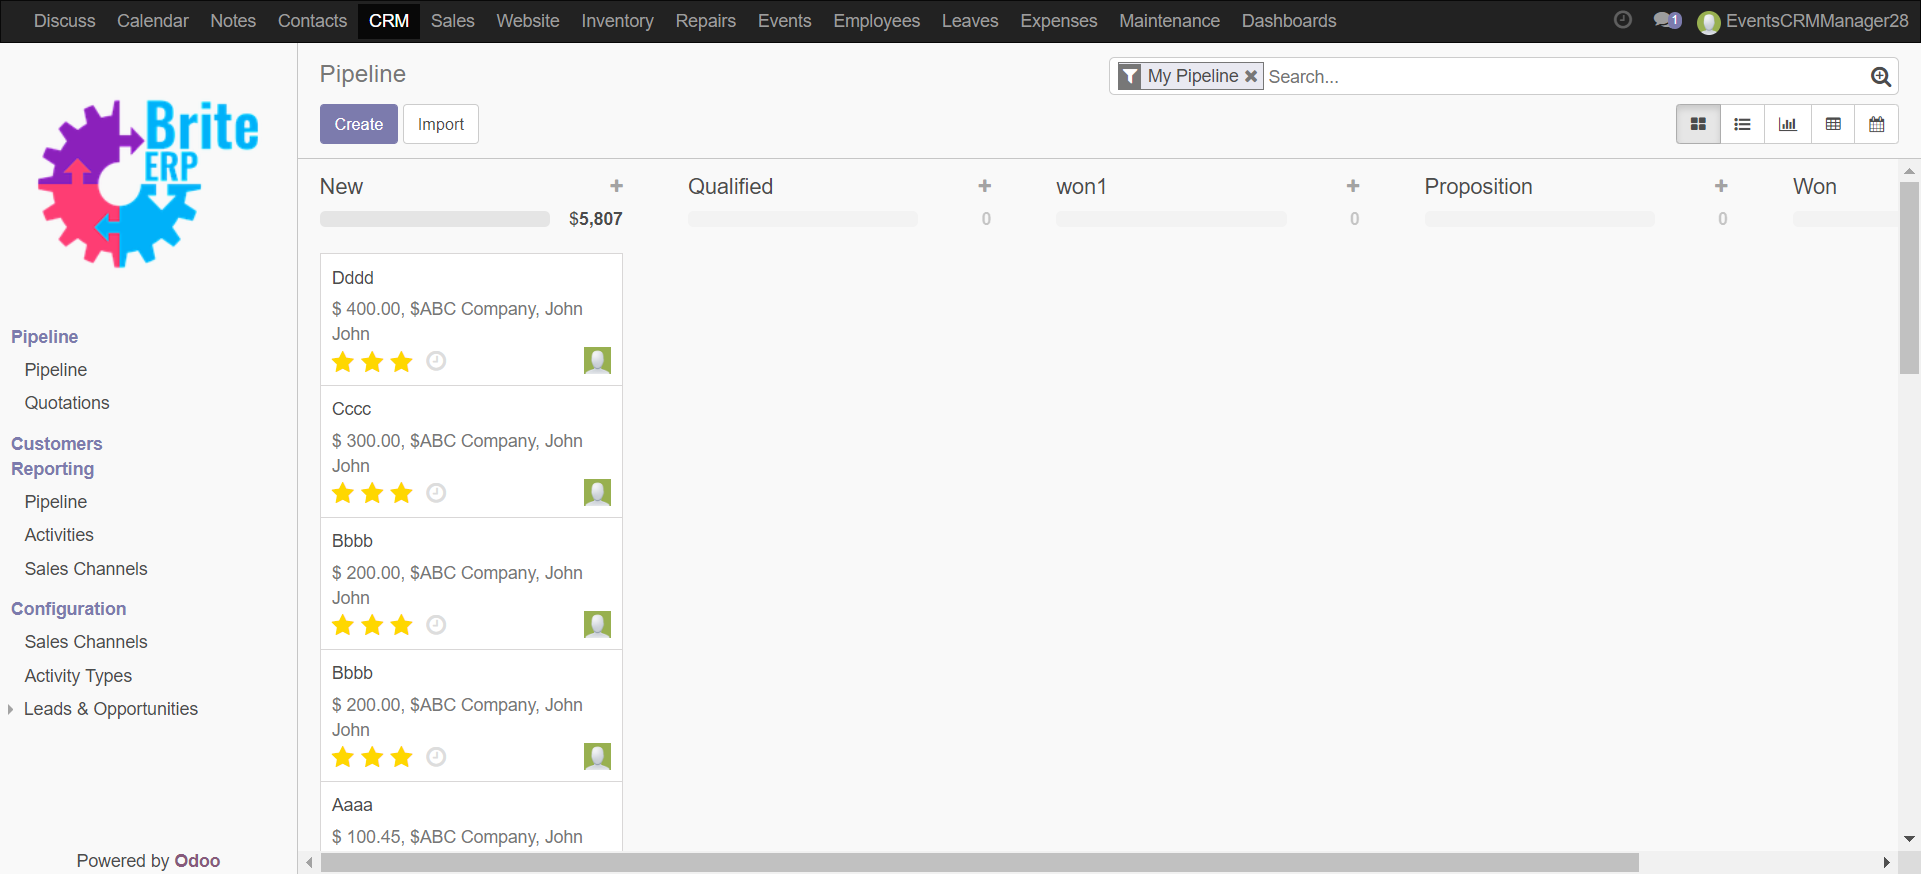 Discuss Calendar Notes Contacts CRM Sales Website Inventory Repairs Events Employees Leaves Expenses Maintenance Dashboards 1 EventsCRMManager28
Brite
ERP
Pipeline
Pipeline
Quotations
Customers
Reporting
Pipeline
Activities
Sales Channels
Configuration
Sales Channels
Activity Types
Leads & Opportunities
Powered by Odoo
Pipeline
My Pipeline Search...
Create Import
New Qualified won1 Proposition Won
$5,807 0 0 0
Dddd
$ 400.00, $ABC Company, John
John
Cccc
$ 300.00, $ABC Company, John
John
Bbbb
$ 200.00, $ABC Company, John
John
Bbbb
$ 200.00, $ABC Company, John
John
Aaaa
$ 100.45, $ABC Company, John